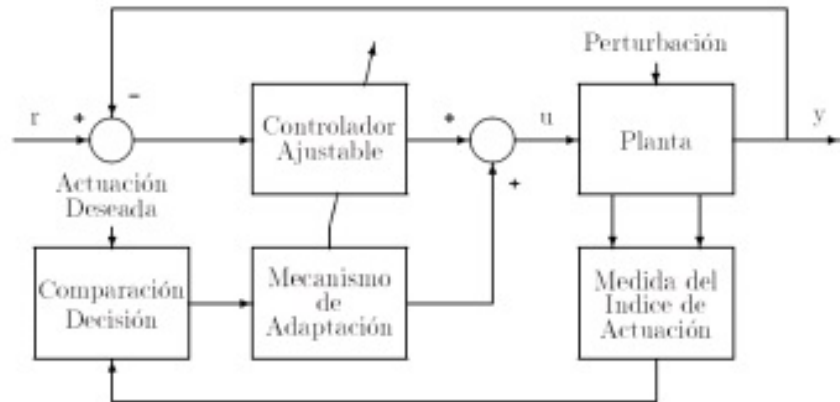 Perturbación
r
+
−
Controlador
Ajustable
+
+
u
Planta
y
Actuación
Deseada
Comparación
Decisión
Mecanismo
de
Adaptación
Medida del
Indice de
Actuación